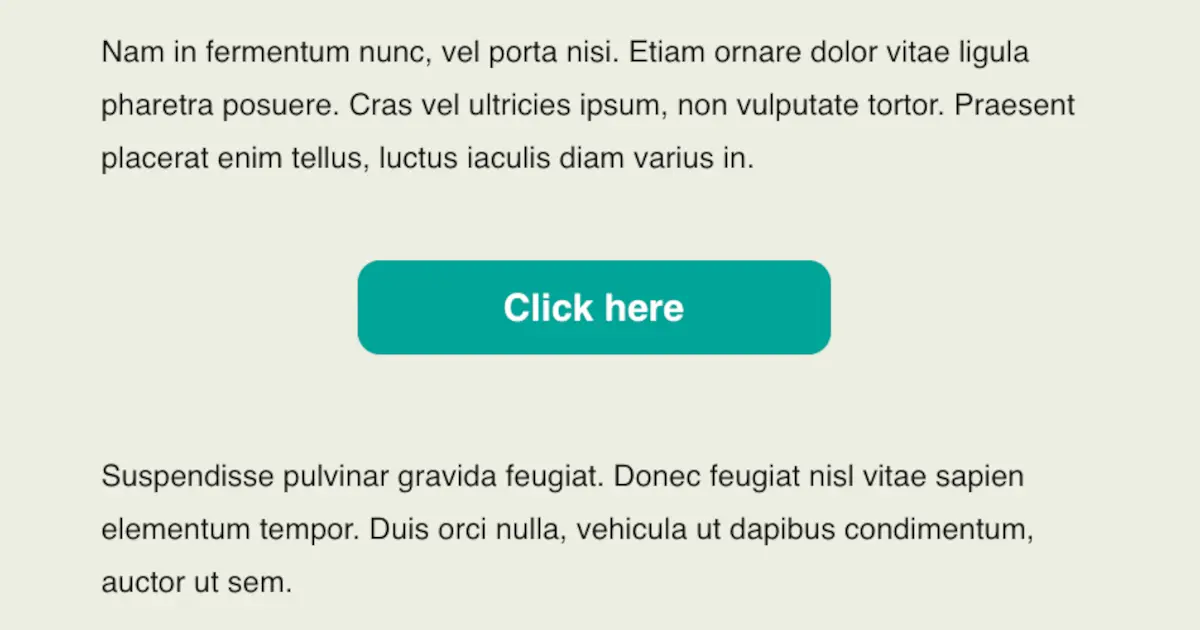 Nam in fermentum nunc, vel porta nisi. Etiam ornare dolor vitae ligula
pharetra posuere. Cras vel ultricies ipsum, non vulputate tortor. Praesent
placerat enim tellus, luctus iaculis diam varius in.
Click here
Suspendisse pulvinar gravida feugiat. Donec feugiat nisl vitae sapien
elementum tempor. Duis orci nulla, vehicula ut dapibus condimentum,
auctor ut sem.